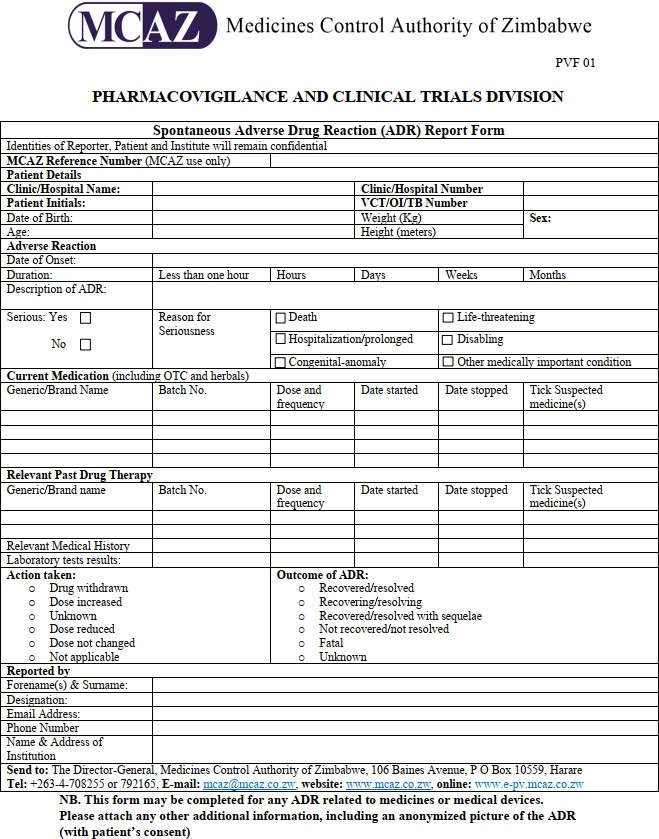 MCAZ Medicines Control Authority of Zimbabwe
PVF 01
PHARMACOVIGILANCE AND CLINICAL TRIALS DIVISION
Spontaneous Adverse Drug Reaction (ADR) Report Form
Identities of Reporter, Patient and Institute will remain confidential
MCAZ Reference Number (MCAZ use only)
Patient Details
Clinic/Hospital Name: Clinic/Hospital Number
Patient Initials: VCT/OI/TB Number
Date of Birth: Weight (Kg) Sex:
Age: Height (meters)
Adverse Reaction
Date of Onset:
Duration: Less than one hour Hours Days Weeks Months
Description of ADR:
Serious: Yes ☐ Reason for ☐ Death ☐ Life-threatening
Seriousness
No ☐ ☐ Hospitalization/prolonged ☐ Disabling
☐ Congenital-anomaly ☐ Other medically important condition
Current Medication (including OTC and herbals)
Generic/Brand Name Batch No. Dose and Date started Date stopped Tick Suspected
frequency medicine(s)
Relevant Past Drug Therapy
Generic/Brand name Batch No. Dose and Date started Date stopped Tick Suspected
frequency medicine(s)
Relevant Medical History
Laboratory tests results:
Action taken: Outcome of ADR:
o Drug withdrawn o Recovered/resolved
o Dose increased o Recovering/resolving
o Unknown o Recovered/resolved with sequelae
o Dose reduced o Not recovered/not resolved
o Dose not changed o Fatal
o Not applicable o Unknown
Reported by
Forename(s) & Surname:
Designation:
Email Address:
Phone Number
Name & Address of
Institution
Send to: The Director-General, Medicines Control Authority of Zimbabwe, 106 Baines Avenue, P O Box 10559, Harare
Tel: +263-4-708255 or 792165, E-mail: mcaz@mcaz.co.zw, website: www.mcaz.co.zw, online: www.e-pv.mcaz.co.zw
NB. This form may be completed for any ADR related to medicines or medical devices.
Please attach any other additional information, including an anonymized picture of the ADR
(with patient's consent)